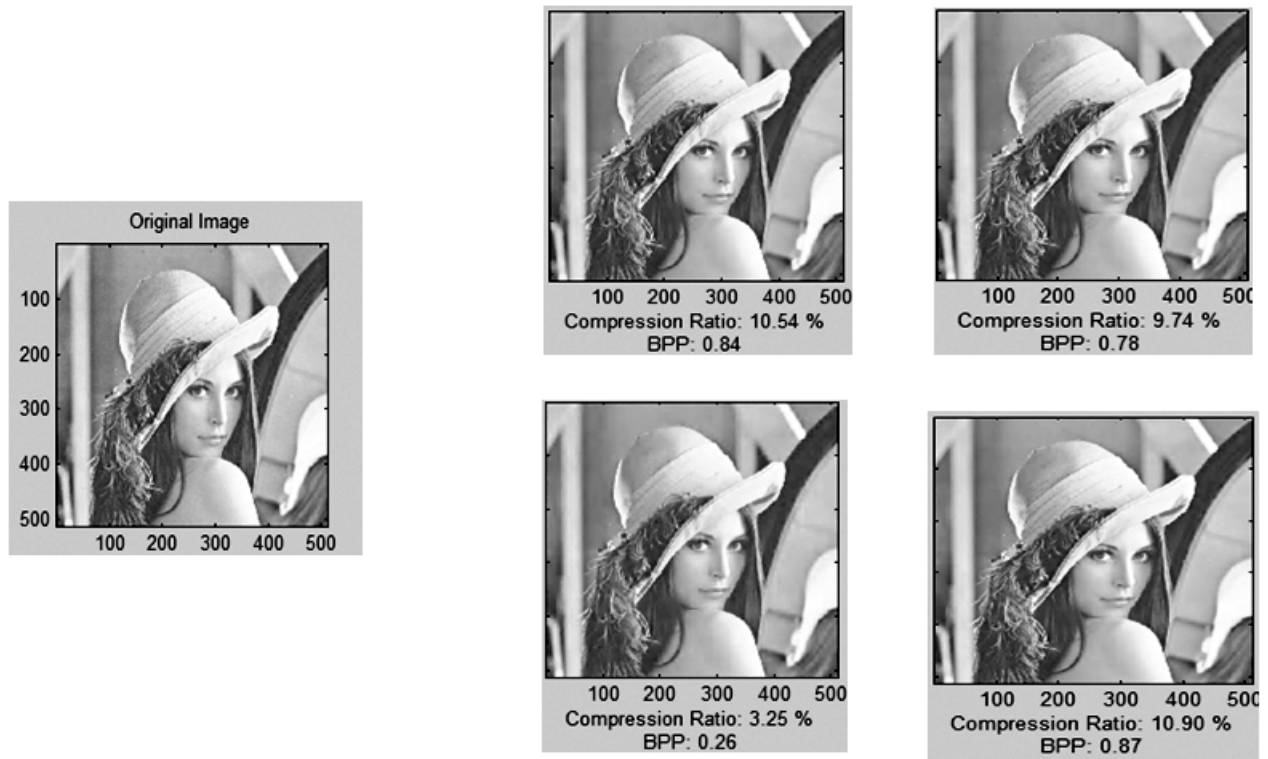 Original Image
100
200
300
400
500
100 200 300 400 500
100 200 300 400 500
Compression Ratio: 10.54 %
BPP: 0.84
100 200 300 400 500
Compression Ratio: 9.74 %
BPP: 0.78
100 200 300 400 500
Compression Ratio: 3.25 %
BPP: 0.26
100 200 300 400 500
Compression Ratio: 10.90 %
BPP: 0.87